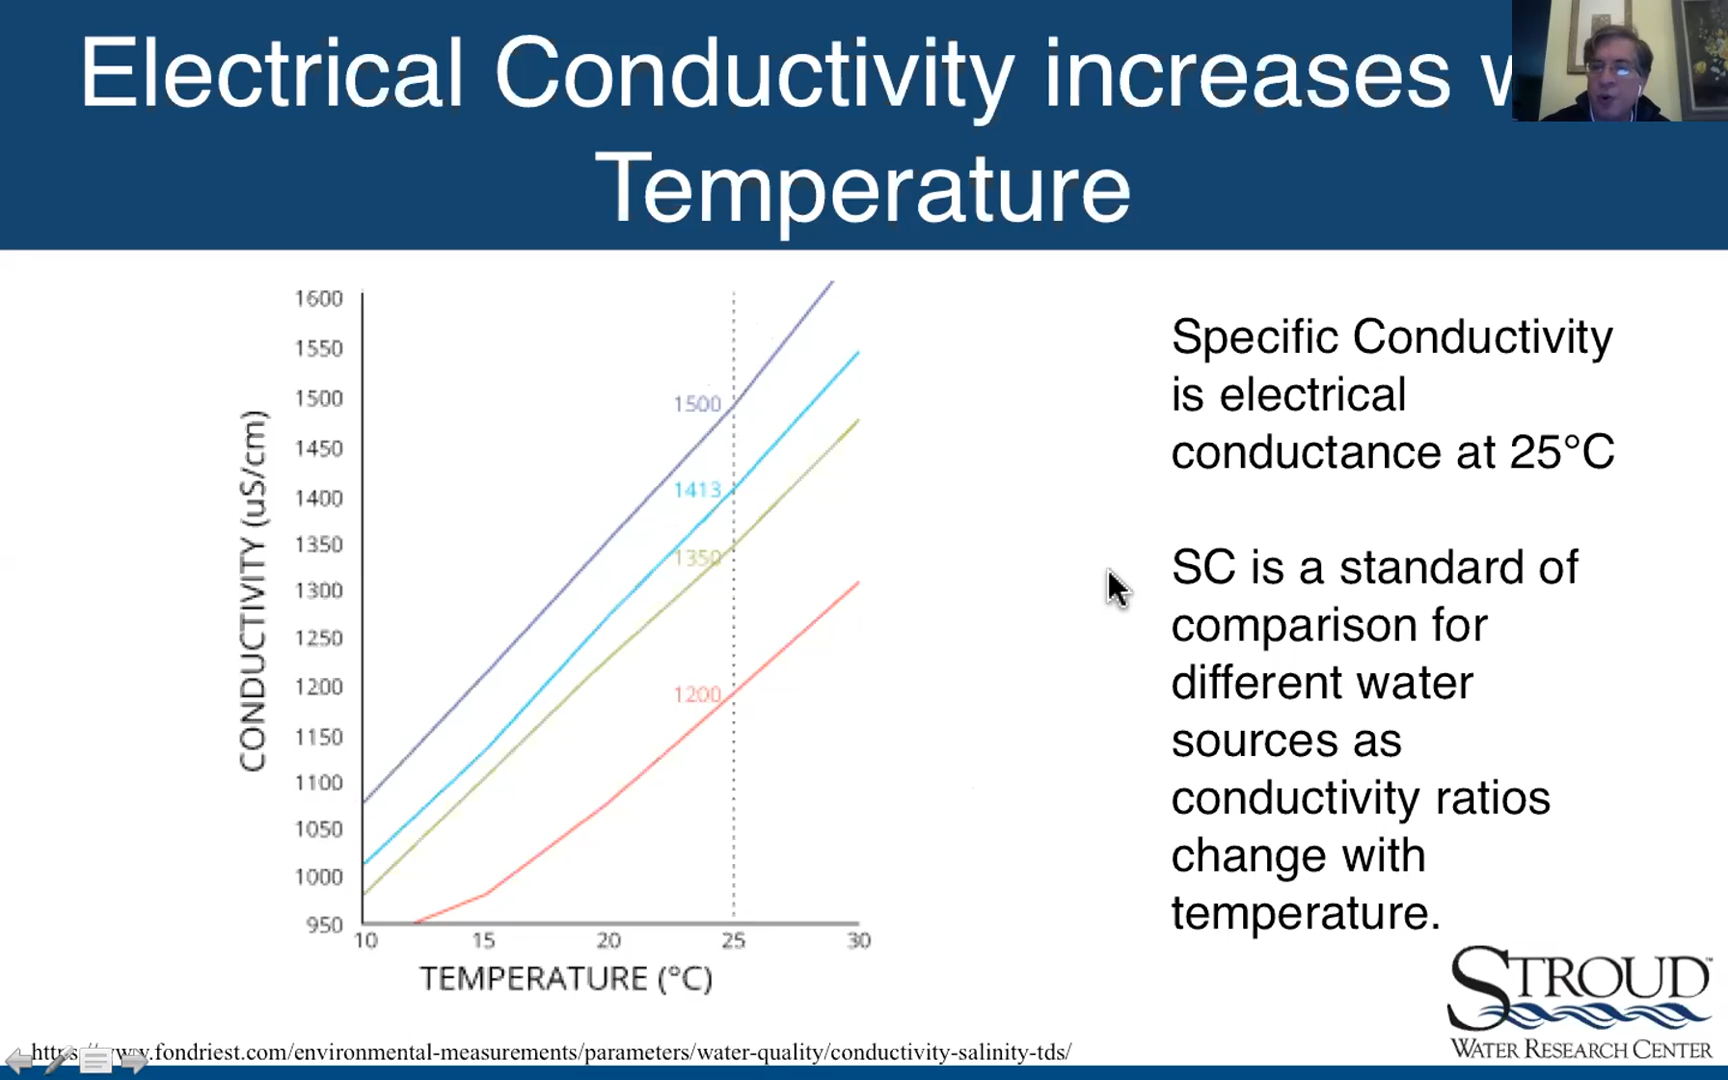 Electrical Conductivity increases
Temperature
1600
1550
1500
1450
1400
1350
1300
1250
1200
1150
1100
1050
1000
950
CONDUCTIVITY (uS/cm)
1500
1413
1350
1200
10 15 20 25 30
TEMPERATURE (°C)
Specific Conductivity
is electrical
conductance at 25°C
SC is a standard of
comparison for
different water
sources as
conductivity ratios
change with
temperature.
STROUD™
WATER RESEARCH CENTER
https://www.fondriest.com/environmental-measurements/parameters/water-quality/conductivity-salinity-tds/